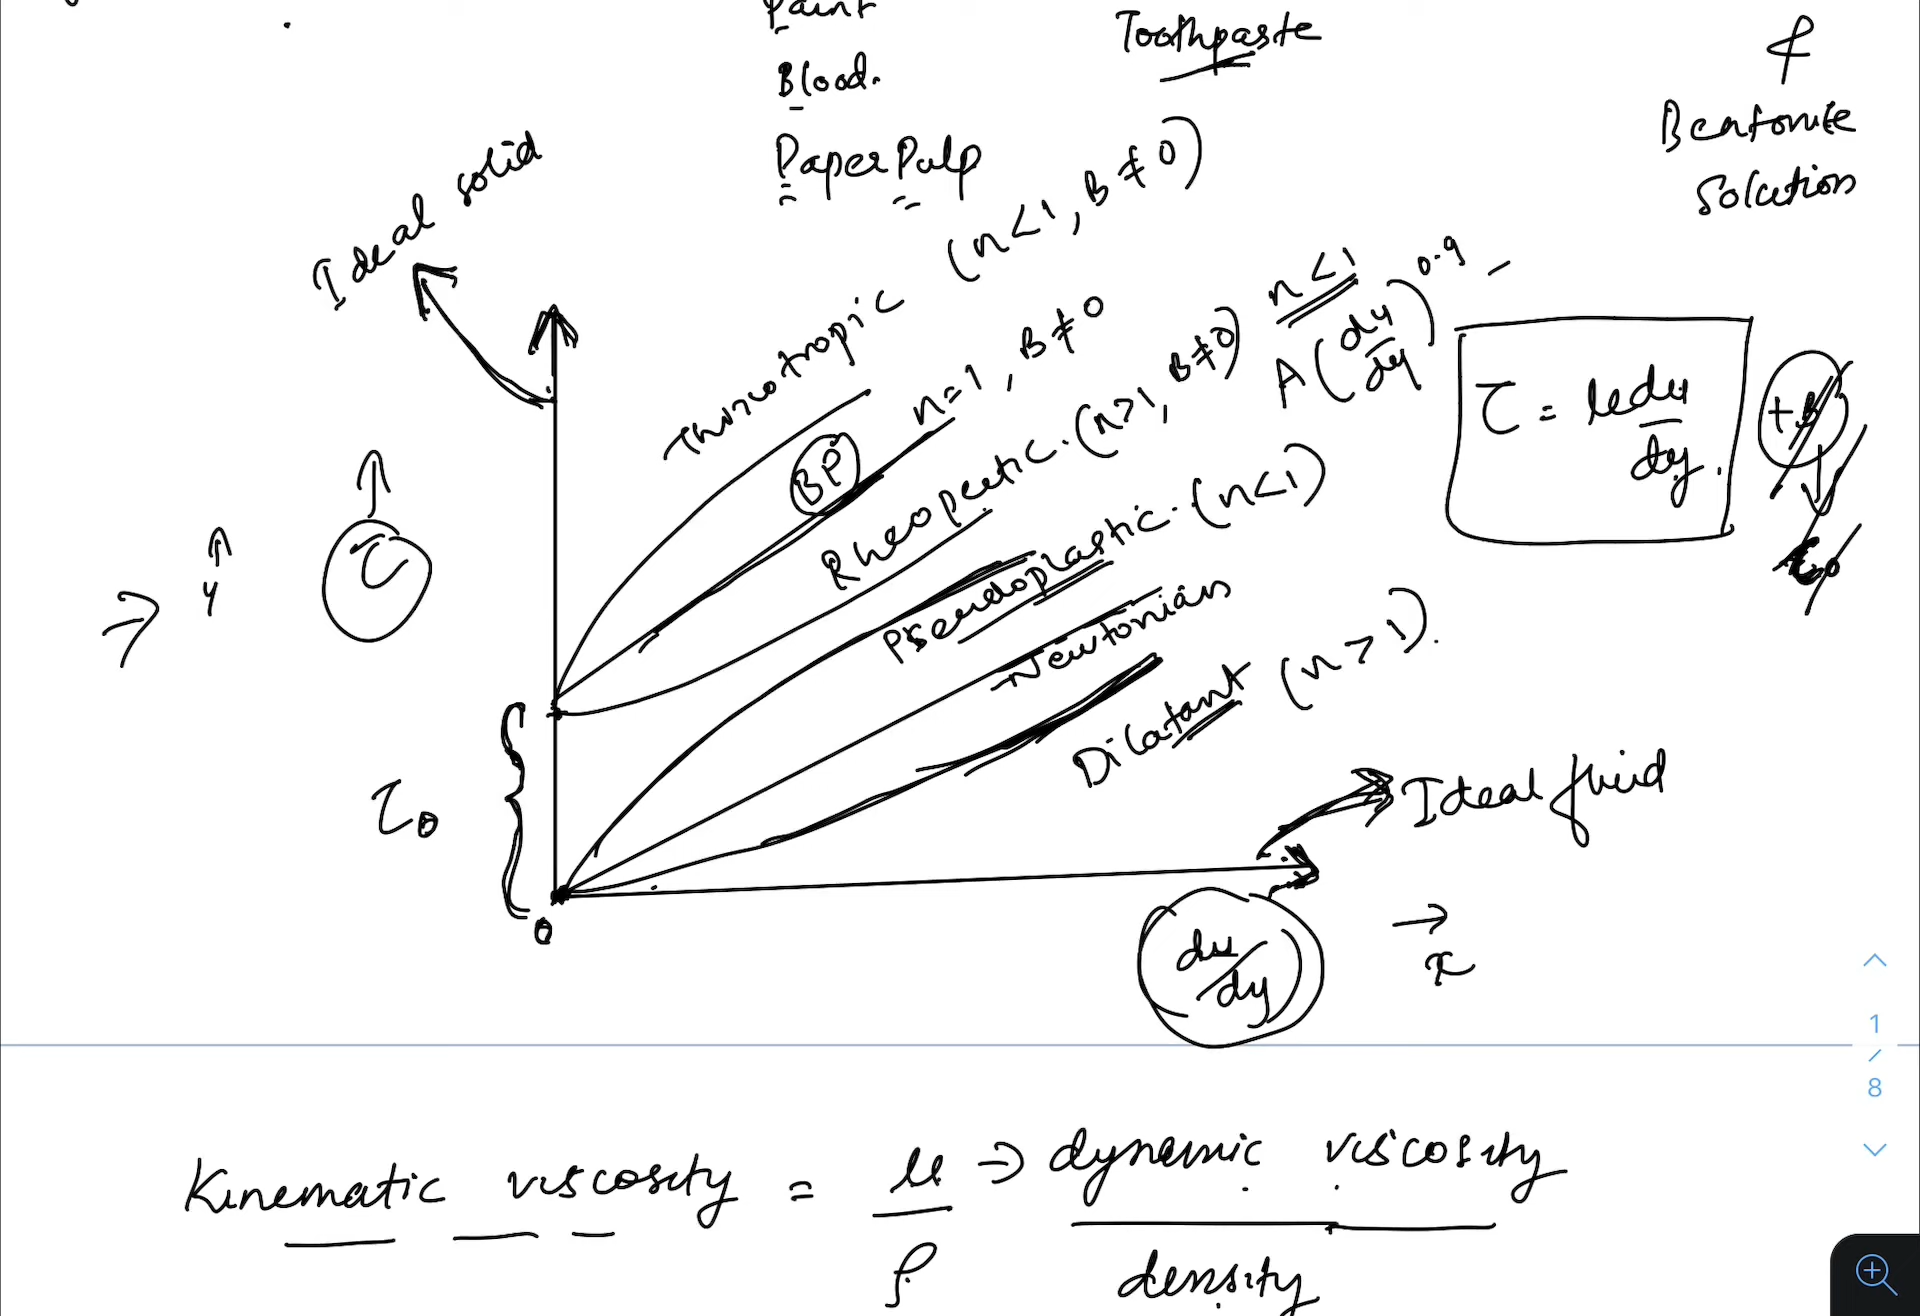 Paint
Blood.
Paper Pulp
Toothpaste
&
Bentonite
Solution
Ideal solid
Thixotropic (n<1, B≠0)
BP n=1, B≠0
Rheopectic. (n>1, B≠0)
n<1
A(du/dy)^0.9
Pseudoplastic. (n<1)
Newtonian
Dilatant (n>1).
τ = μ du/dy. +B
τ₀
y
τ
τ₀
0
Ideal fluid
du/dy
x
1
/
8
Kinematic viscosity = μ/ρ → dynamic viscosity/density